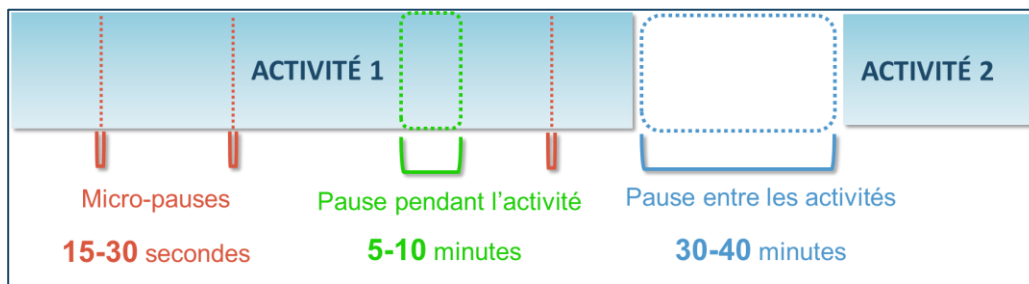 ACTIVITÉ 1
ACTIVITÉ 2
Micro-pauses
15-30 secondes
Pause pendant l'activité
5-10 minutes
Pause entre les activités
30-40 minutes